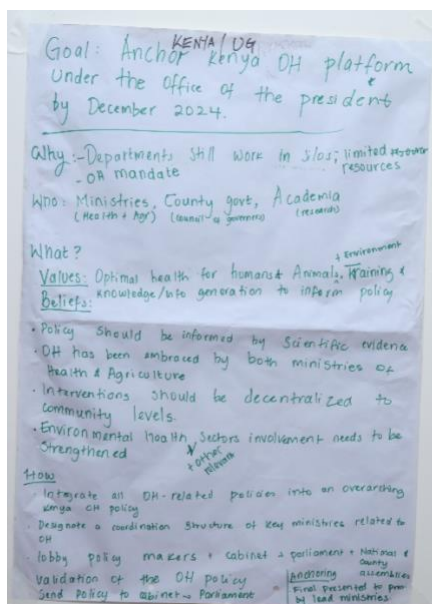 KENYA / UG
Goal: Anchor Kenya OH platform
under the office of the president
by December 2024.
Why :- Departments still work in silos; limited resources
- OH mandate
Who: Ministries, County govt, Academia
(Health + Agr) (council of governors) (research)
What?
+ Environment
Values: Optimal health for humans & Animals, Training &
Beliefs: knowledge/info generation to inform policy
• Policy should be informed by Scientific evidence
• OH has been embraced by both ministries of
Health & Agriculture
• Interventions should be decentralized to
community levels.
• Environmental Health, Sectors involvement needs to be
strengthened
+ other
relevant
How
• Integrate all OH-related policies into an overarching
Kenya OH policy
• Designate a coordination structure of key ministries related to
OH
• lobby policy makers + cabinet + parliament + National &
County
assemblies
Validation of the OH policy
Send Policy to cabinet → Parliament
Anchoring
Final presented to
by lead ministries